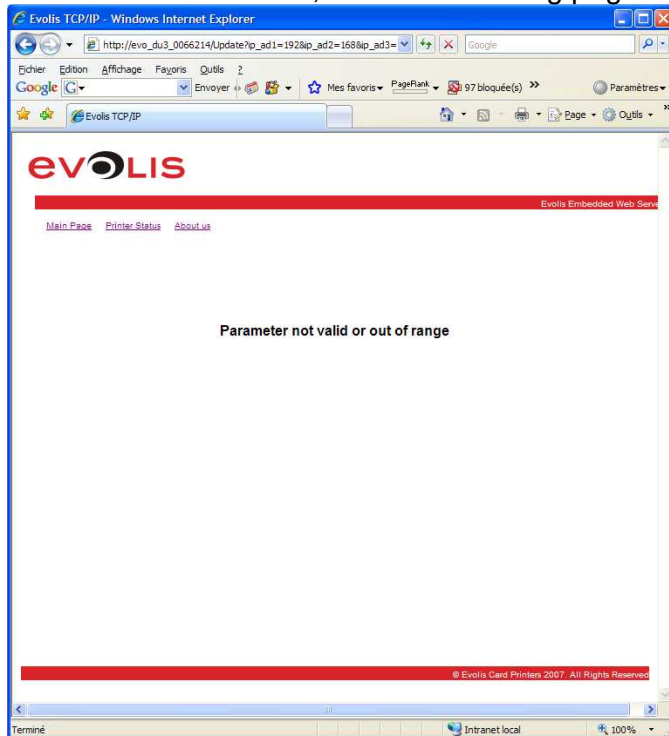 Evolis TCP/IP - Windows Internet Explorer
http://evo_du3_0066214/Update?ip_ad1=192&ip_ad2=168&ip_ad3=
Google
Fichier Edition Affichage Favoris Outils ?
Google G Envoyer Mes favoris PageRank 97 bloquée(s) >> Paramètres
Evolis TCP/IP Page Outils >>
evolis
Evolis Embedded Web Serve
Main Page Printer Status About us
Parameter not valid or out of range
© Evolis Card Printers 2007. All Rights Reserved
Terminé Intranet local 100%